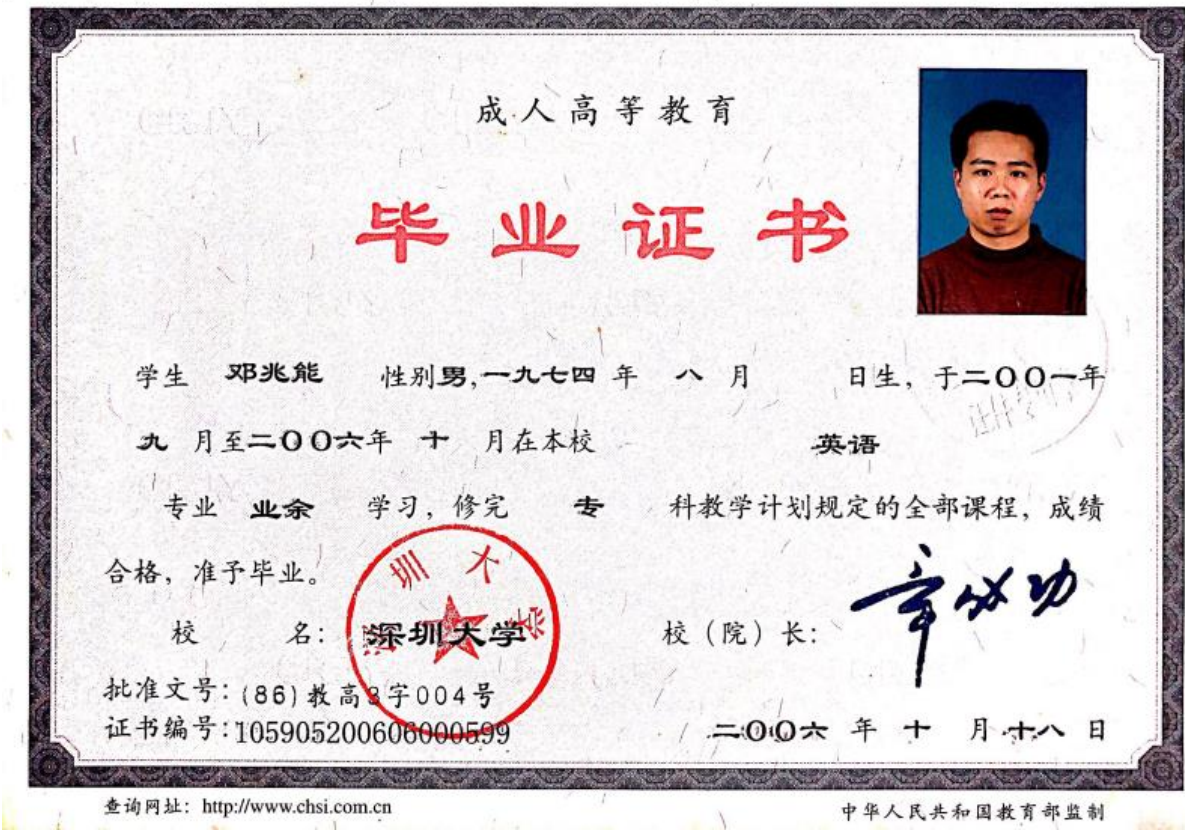 成人高等教育
毕业证书
学生 邓兆能 性别男,一九七四 年 八 月 日生，于二〇〇一年
九 月至二〇〇六年 十 月在本校 英语
专业 业余 学习，修完 专 科教学计划规定的全部课程，成绩
合格，准予毕业。
深圳大学
校 名：深圳大学 校（院）长：章必功
批准文号：(86)教高3字004号
证书编号：105905200606000599 二〇〇六 年 十 月 十八 日
查询网址：http://www.chsi.com.cn 中华人民共和国教育部监制